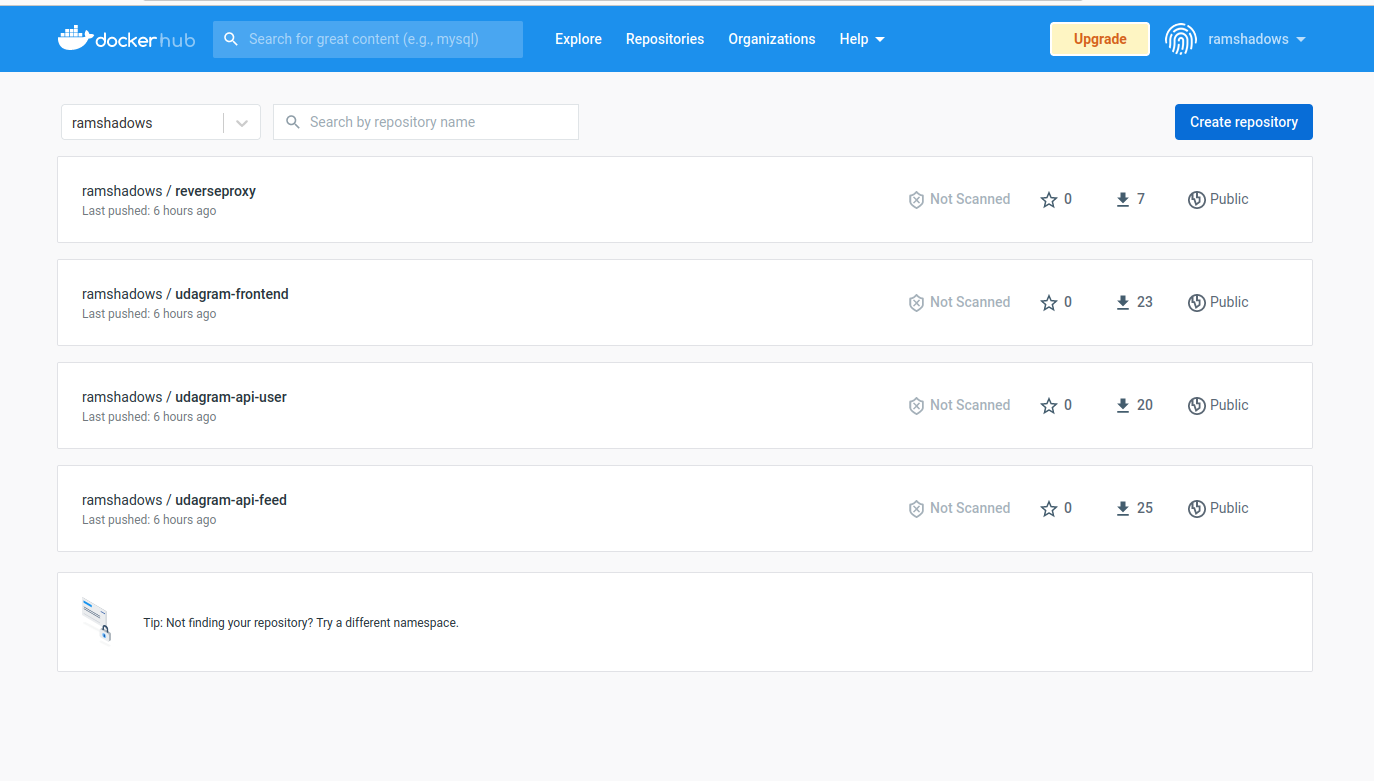 docker hub Search for great content (e.g., mysql) Explore Repositories Organizations Help Upgrade ramshadows
ramshadows Search by repository name Create repository
ramshadows / reverseproxy
Last pushed: 6 hours ago
Not Scanned 0 7 Public
ramshadows / udagram-frontend
Last pushed: 6 hours ago
Not Scanned 0 23 Public
ramshadows / udagram-api-user
Last pushed: 6 hours ago
Not Scanned 0 20 Public
ramshadows / udagram-api-feed
Last pushed: 6 hours ago
Not Scanned 0 25 Public
Tip: Not finding your repository? Try a different namespace.